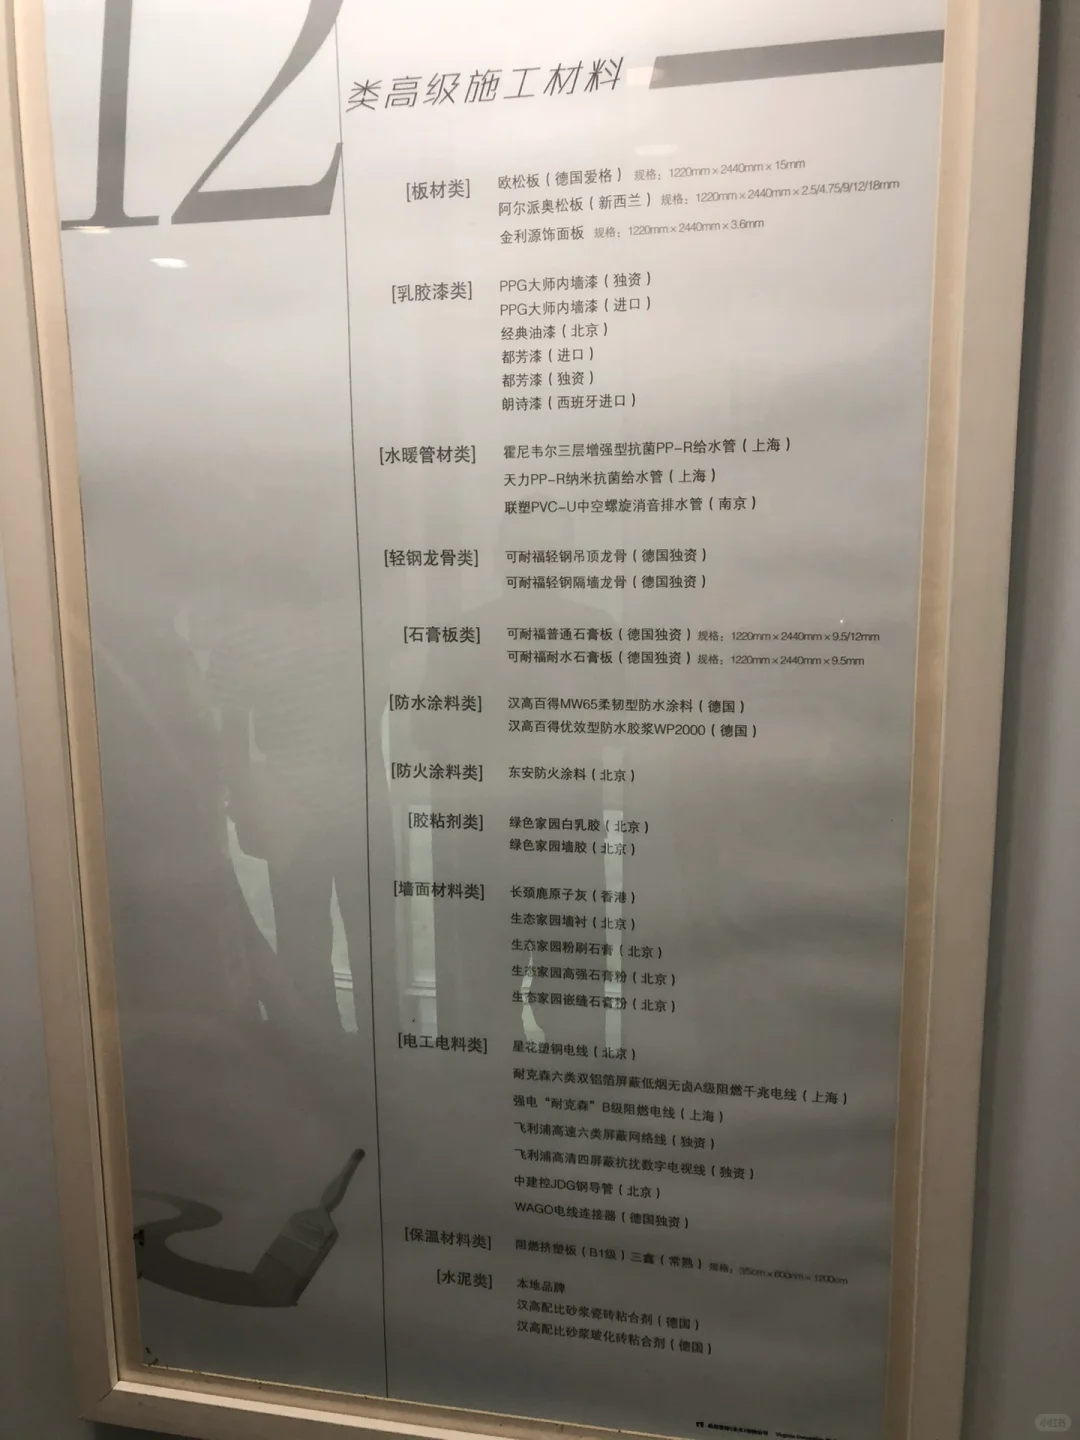 12
类高级施工材料
[板材类] 欧松板（德国爱格） 规格：1220mm×2440mm×15mm
阿尔派奥松板（新西兰） 规格：1220mm×2440mm×2.5/4.75/9/12/18mm
金利源饰面板 规格：1220mm×2440mm×3.6mm
[乳胶漆类] PPG大师内墙漆（独资）
PPG大师内墙漆（进口）
经典油漆（北京）
都芳漆（进口）
都芳漆（独资）
朗诗漆（西班牙进口）
[水暖管材类] 霍尼韦尔三层增强型抗菌PP-R给水管（上海）
天力PP-R纳米抗菌给水管（上海）
联塑PVC-U中空螺旋消音排水管（南京）
[轻钢龙骨类] 可耐福轻钢吊顶龙骨（德国独资）
可耐福轻钢隔墙龙骨（德国独资）
[石膏板类] 可耐福普通石膏板（德国独资）规格：1220mm×2440mm×9.5/12mm
可耐福耐水石膏板（德国独资）规格：1220mm×2440mm×9.5mm
[防水涂料类] 汉高百得MW65柔韧型防水涂料（德国）
汉高百得优效型防水胶浆WP2000（德国）
[防火涂料类] 东安防火涂料（北京）
[胶粘剂类] 绿色家园白乳胶（北京）
绿色家园墙胶（北京）
[墙面材料类] 长颈鹿原子灰（香港）
生态家园墙衬（北京）
生态家园粉刷石膏（北京）
生态家园高强石膏粉（北京）
生态家园嵌缝石膏粉（北京）
[电工电料类] 星花塑铜电线（北京）
耐克森六类双铝箔屏蔽低烟无卤A级阻燃千兆电线（上海）
强电“耐克森”B级阻燃电线（上海）
飞利浦高速六类屏蔽网络线（独资）
飞利浦高清四屏蔽抗扰数字电视线（独资）
中建控JDG钢导管（北京）
WAGO电线连接器（德国独资）
[保温材料类] 阻燃挤塑板（B1级）三鑫（常熟）规格：3/5cm×600cm×1200cm
[水泥类] 本地品牌
汉高配比砂浆瓷砖粘合剂（德国）
汉高配比砂浆玻化砖粘合剂（德国）
小红书